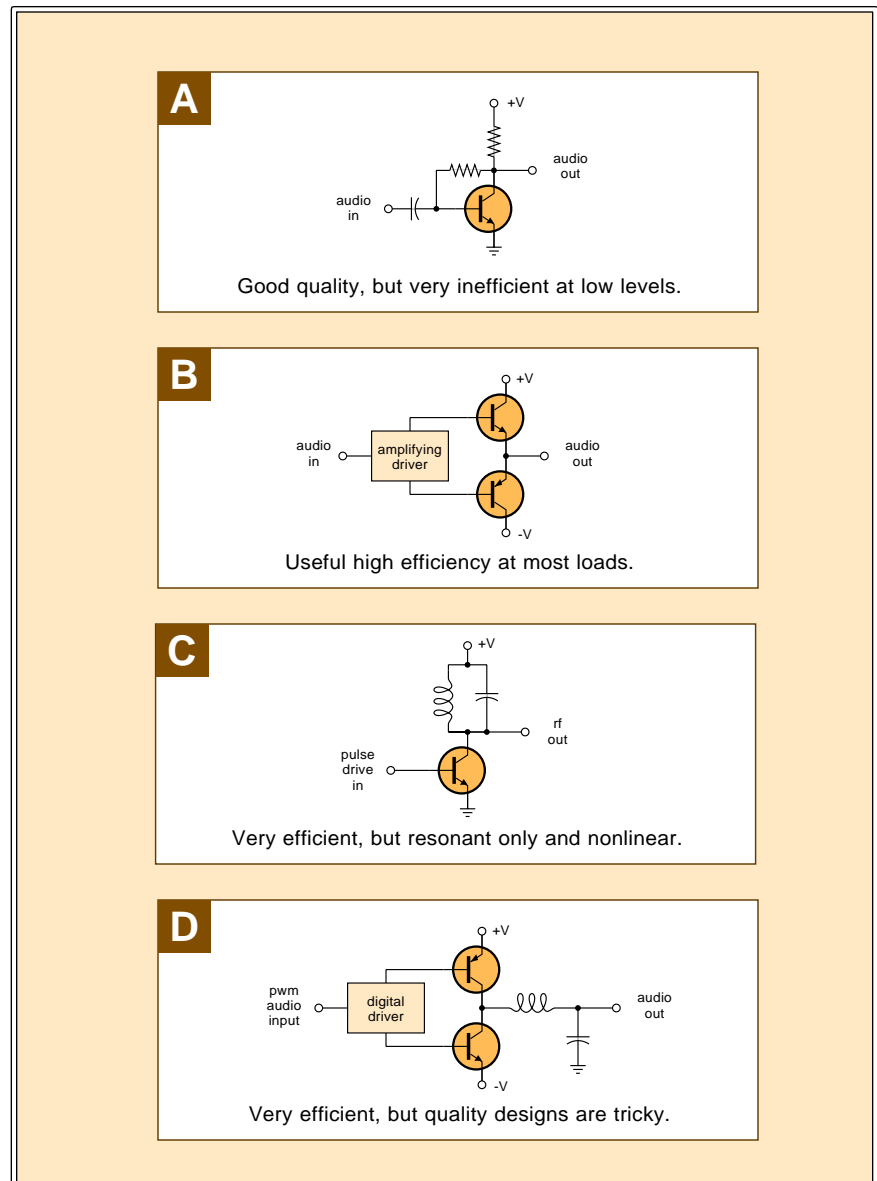 A
+V
audio
out
audio
in
Good quality, but very inefficient at low levels.
B
+V
audio
in
amplifying
driver
audio
out
-V
Useful high efficiency at most loads.
C
+V
rf
out
pulse
drive
in
Very efficient, but resonant only and nonlinear.
D
+V
pwm
audio
input
digital
driver
audio
out
-V
Very efficient, but quality designs are tricky.